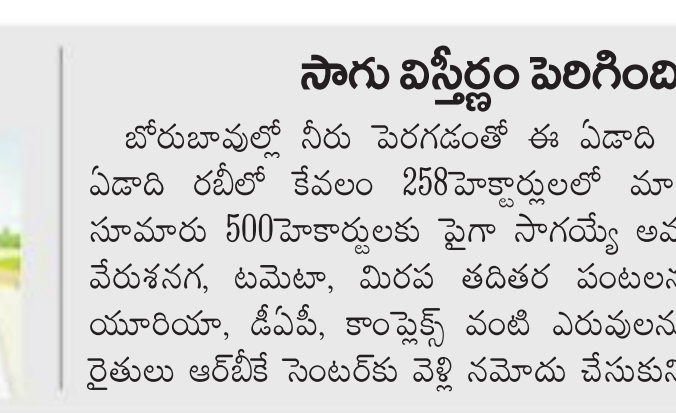 సాగు విస్తీర్ణం పెరిగింది
బోరుబావుల్లో నీరు పెరగడంతో ఈ ఏడాది
ఏడాది రబీలో కేవలం 258హెక్టార్లులలో మా
సూమారు 500హెకార్టులకు పైగా సాగయ్యే అవ
వేరుశనగ, టమెటా, మిరప తదితర పంటలన
యూరియా, డీఏపీ, కాంప్లెక్స్ వంటి ఎరువులను
రైతులు ఆర్‌బీకే సెంటర్‌కు వెళ్లి నమోదు చేసుకుని